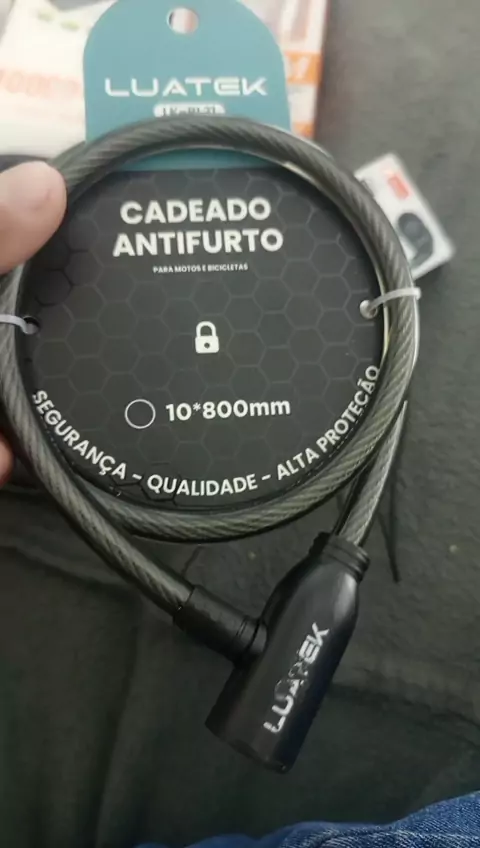 LUATEK
CADEADO
ANTIFURTO
PARA MOTOS E BICICLETAS
10*800mm
SEGURANÇA - QUALIDADE - ALTA PROTEÇÃO
LUATEK